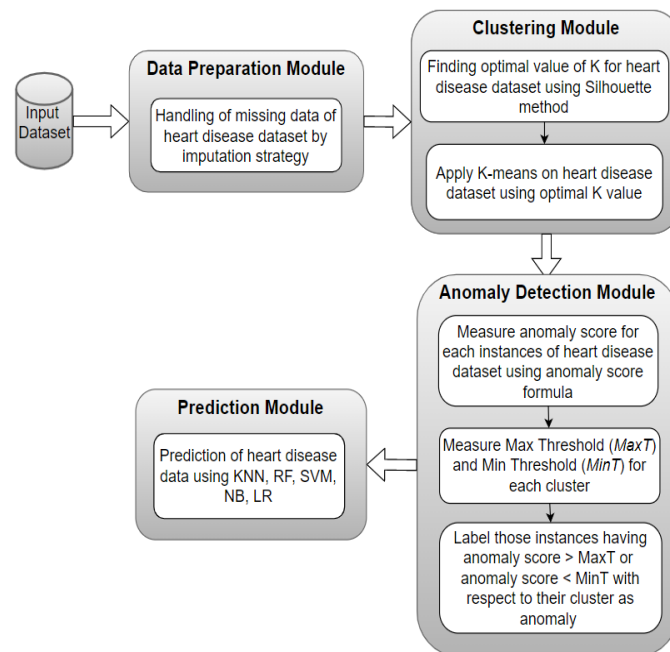 Input
Dataset
Data Preparation Module
Handling of missing data of
heart disease dataset by
imputation strategy
Clustering Module
Finding optimal value of K for heart
disease dataset using Silhouette
method
Apply K-means on heart disease
dataset using optimal K value
Anomaly Detection Module
Measure anomaly score for
each instances of heart disease
dataset using anomaly score
formula
Measure Max Threshold (MaxT)
and Min Threshold (MinT) for
each cluster
Label those instances having
anomaly score > MaxT or
anomaly score < MinT with
respect to their cluster as
anomaly
Prediction Module
Prediction of heart disease
data using KNN, RF, SVM,
NB, LR